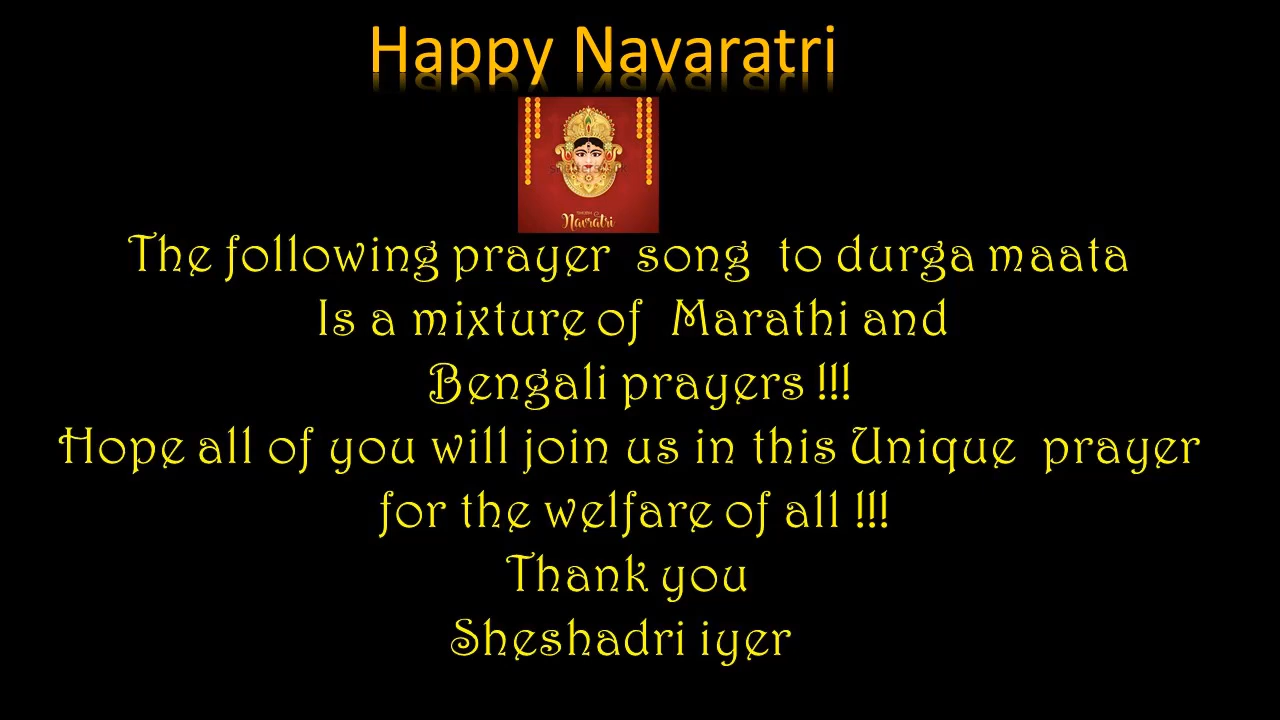 Happy Navaratri
Navratri
The following prayer song to durga maata
Is a mixture of Marathi and
Bengali prayers !!!
Hope all of you will join us in this Unique prayer
for the welfare of all !!!
Thank you
Sheshadri iyer